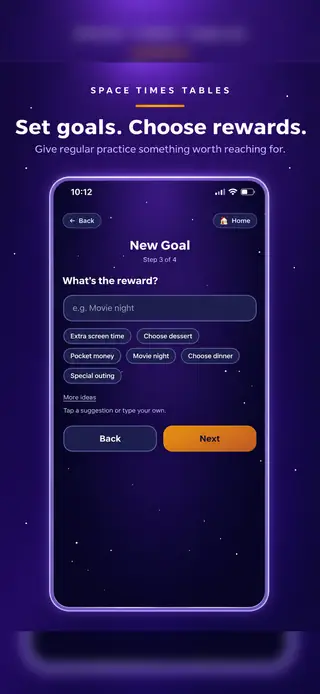 SPACE TIMES TABLES
Set goals. Choose rewards.
Give regular practice something worth reaching for.
10:12
← Back
Home
New Goal
Step 3 of 4
What's the reward?
e.g. Movie night
Extra screen time
Choose dessert
Pocket money
Movie night
Choose dinner
Special outing
More ideas
Tap a suggestion or type your own.
Back
Next